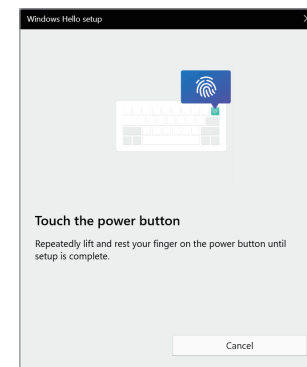 Windows Hello setup
Touch the power button
Repeatedly lift and rest your finger on the power button until
setup is complete.
Cancel